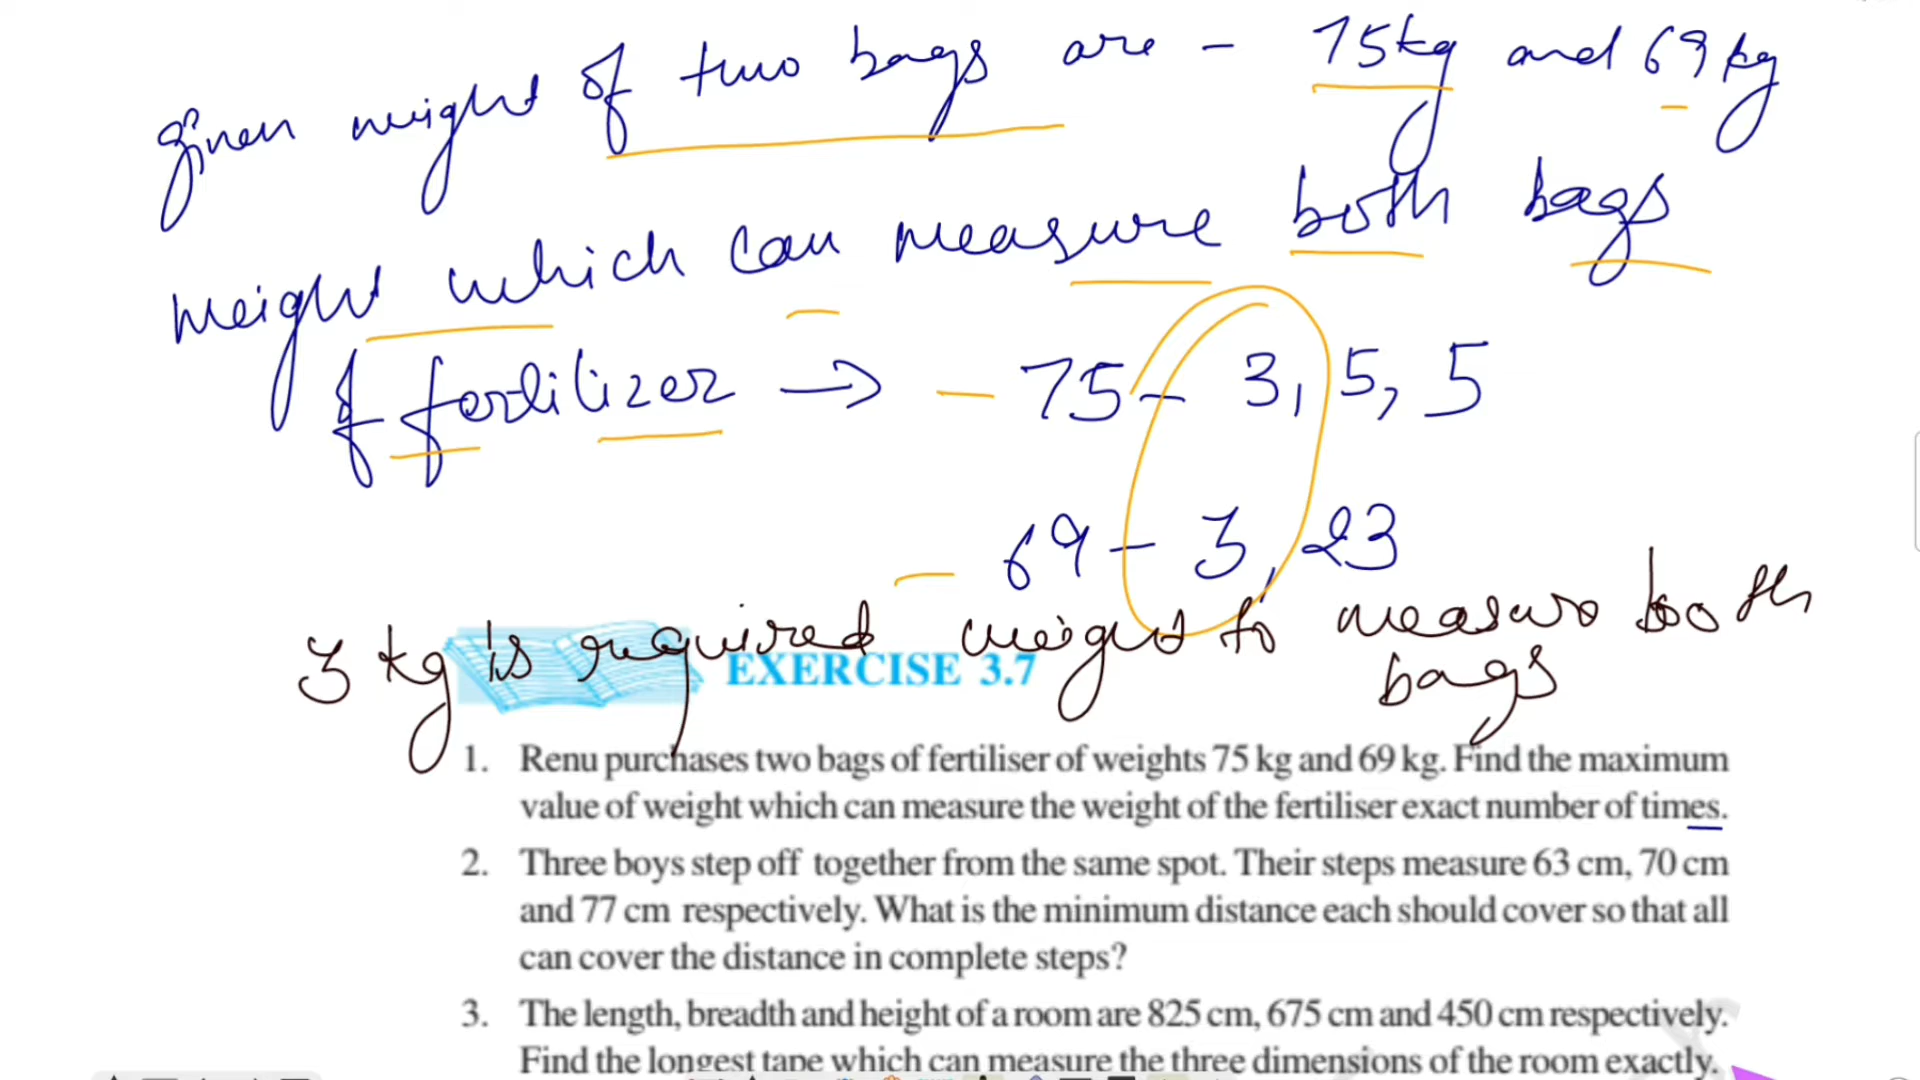 given weight of two bags are - 75kg and 69 kg
weight which can measure both bags
of fertilizer → - 75 - 3, 5, 5
- 69 - 3, 23
3 kg is required weight to measure both
bags
EXERCISE 3.7
1. Renu purchases two bags of fertiliser of weights 75 kg and 69 kg. Find the maximum
value of weight which can measure the weight of the fertiliser exact number of times.
2. Three boys step off together from the same spot. Their steps measure 63 cm, 70 cm
and 77 cm respectively. What is the minimum distance each should cover so that all
can cover the distance in complete steps?
3. The length, breadth and height of a room are 825 cm, 675 cm and 450 cm respectively.
Find the longest tape which can measure the three dimensions of the room exactly.